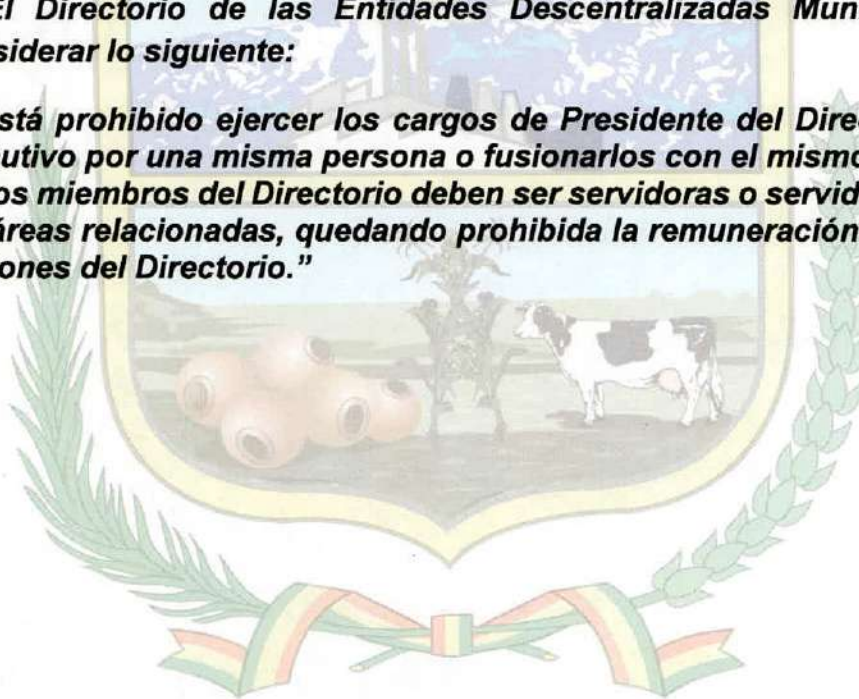 El Directorio de las Entidades Descentralizadas Mun
siderar lo siguiente:
stá prohibido ejercer los cargos de Presidente del Direc
cutivo por una misma persona o fusionarlos con el mismo
os miembros del Directorio deben ser servidoras o servid
áreas relacionadas, quedando prohibida la remuneración
ones del Directorio.”